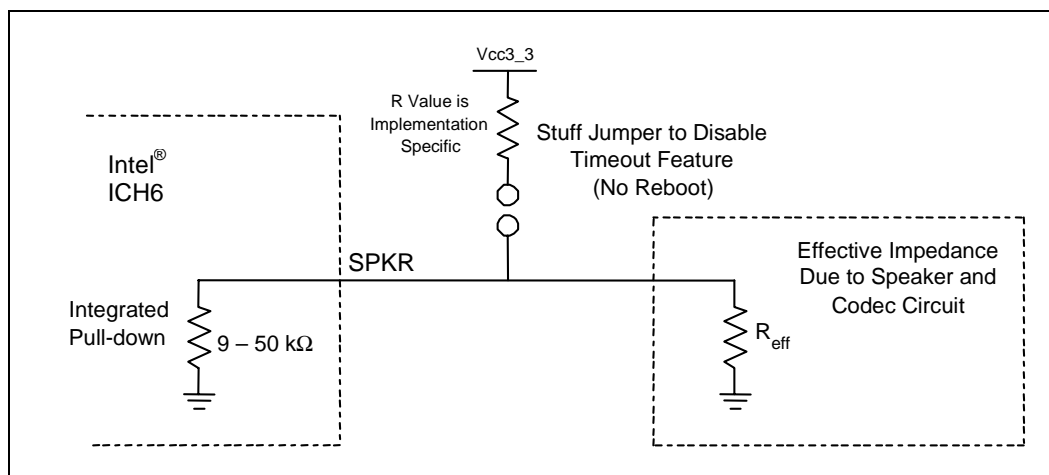 Vcc3_3
R Value is
Implementation
Specific
Stuff Jumper to Disable
Timeout Feature
(No Reboot)
Intel®
ICH6
SPKR
Integrated
Pull-down
9 – 50 kΩ
Effective Impedance
Due to Speaker and
Codec Circuit
Reff